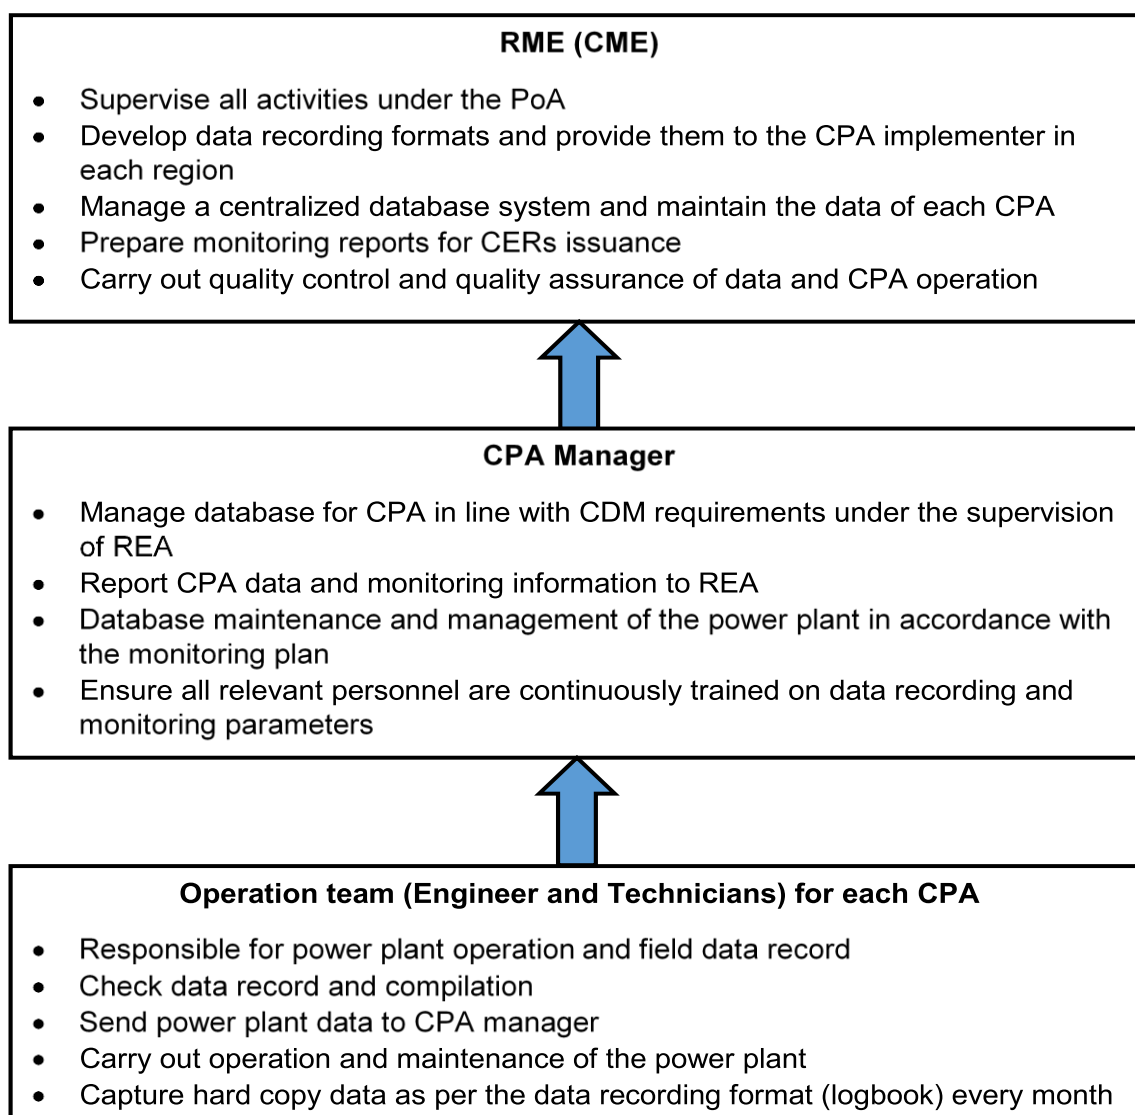 RME (CME)
• Supervise all activities under the PoA
• Develop data recording formats and provide them to the CPA implementer in
each region
• Manage a centralized database system and maintain the data of each CPA
• Prepare monitoring reports for CERs issuance
• Carry out quality control and quality assurance of data and CPA operation
CPA Manager
• Manage database for CPA in line with CDM requirements under the supervision
of REA
• Report CPA data and monitoring information to REA
• Database maintenance and management of the power plant in accordance with
the monitoring plan
• Ensure all relevant personnel are continuously trained on data recording and
monitoring parameters
Operation team (Engineer and Technicians) for each CPA
• Responsible for power plant operation and field data record
• Check data record and compilation
• Send power plant data to CPA manager
• Carry out operation and maintenance of the power plant
• Capture hard copy data as per the data recording format (logbook) every month